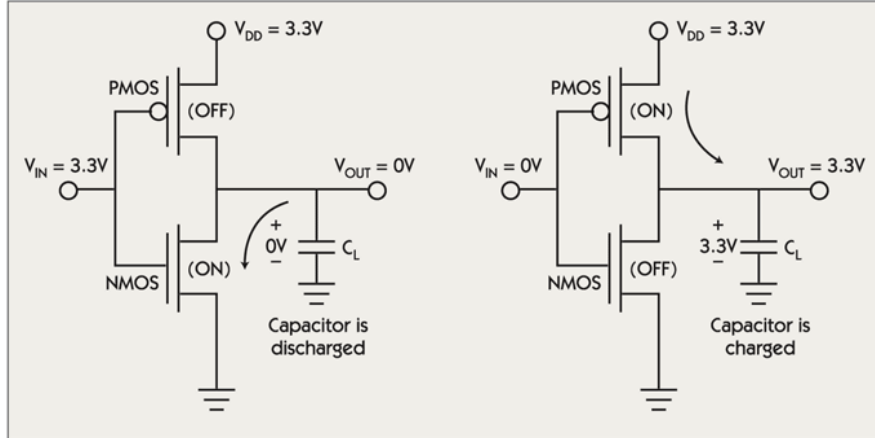 V_DD = 3.3V
PMOS
(OFF)
V_IN = 3.3V
V_OUT = 0V
+
0V
–
C_L
NMOS
(ON)
Capacitor is
discharged
V_DD = 3.3V
PMOS
(ON)
V_IN = 0V
V_OUT = 3.3V
+
3.3V
–
C_L
NMOS
(OFF)
Capacitor is
charged